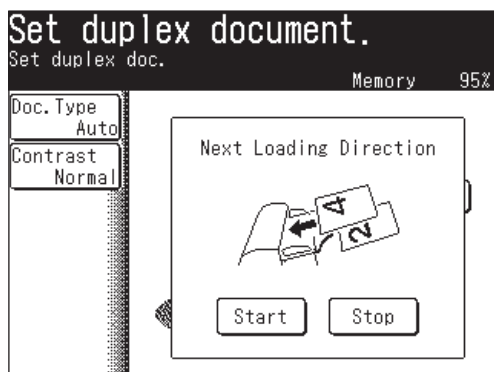 Set duplex document.
Set duplex doc.
Memory 95%
Doc.Type
Auto
Contrast
Normal
Next Loading Direction
4
2
Start Stop